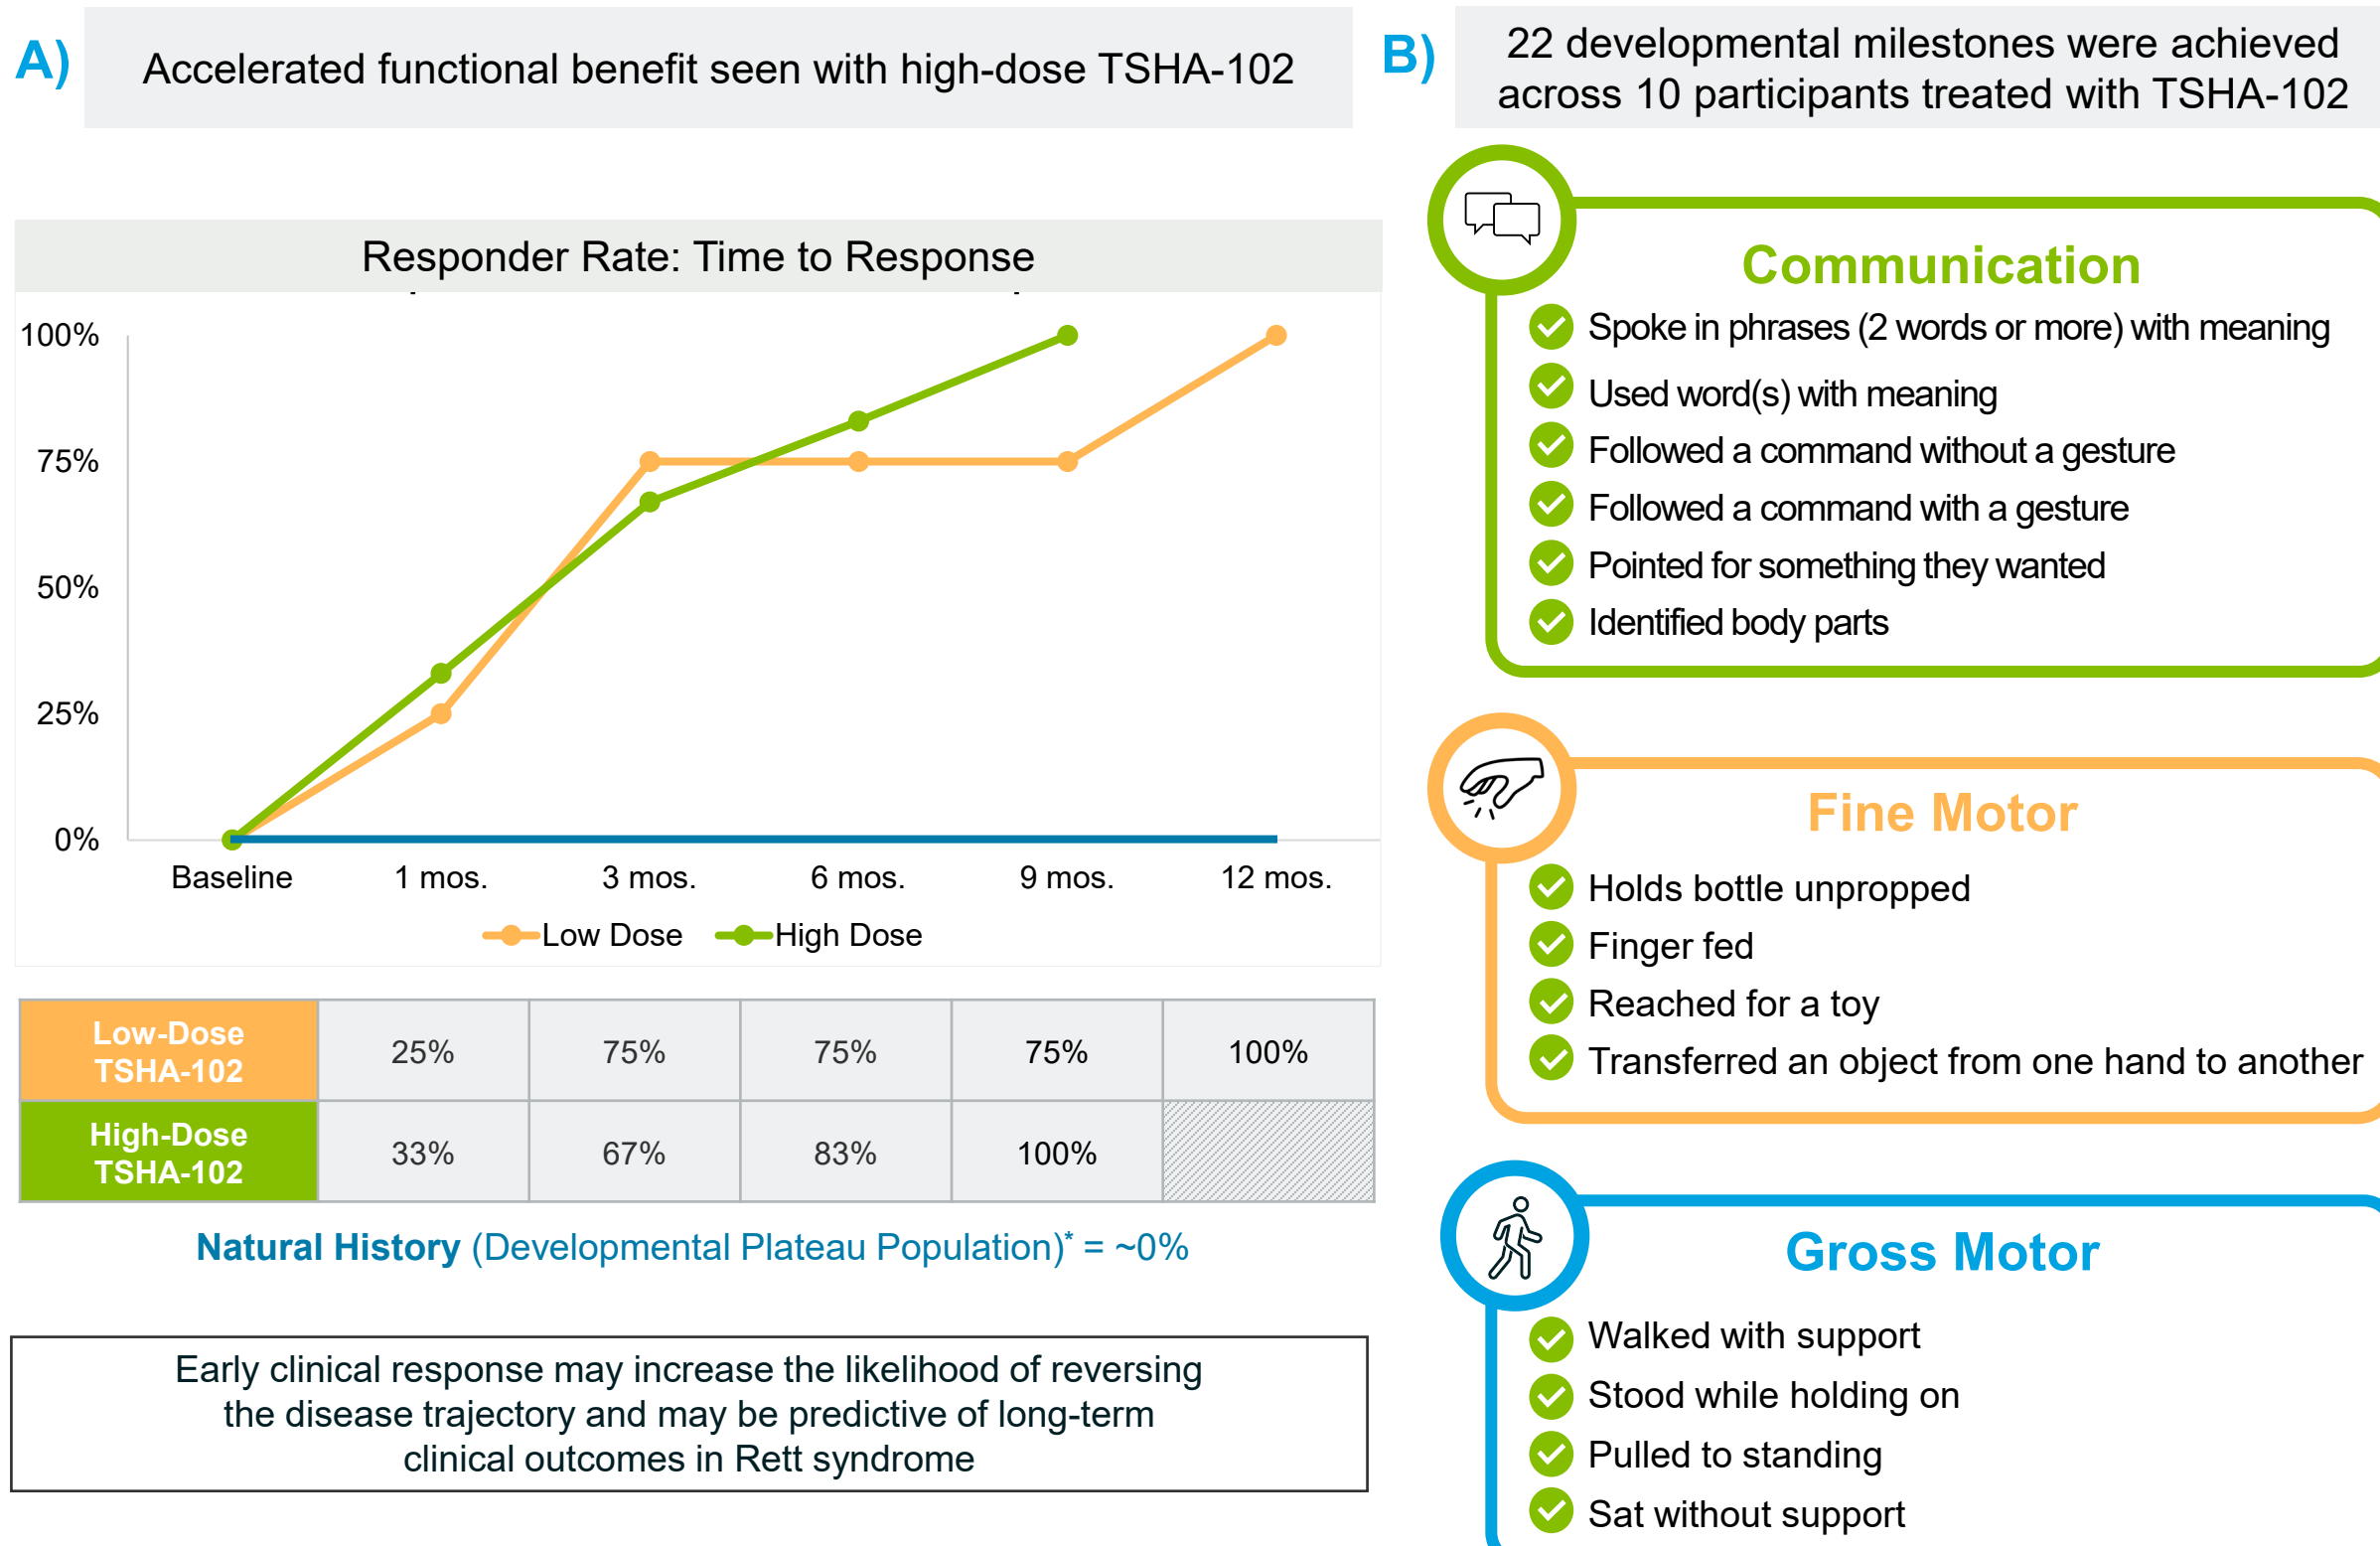 A)
Accelerated functional benefit seen with high-dose TSHA-102
Responder Rate: Time to Response
100%
75%
50%
25%
0%
Baseline 1 mos. 3 mos. 6 mos. 9 mos. 12 mos.
Low Dose High Dose
Low-Dose
TSHA-102
25% 75% 75% 75% 100%
High-Dose
TSHA-102
33% 67% 83% 100%
Natural History (Developmental Plateau Population)* = ~0%
Early clinical response may increase the likelihood of reversing
the disease trajectory and may be predictive of long-term
clinical outcomes in Rett syndrome
B)
22 developmental milestones were achieved
across 10 participants treated with TSHA-102
Communication
Spoke in phrases (2 words or more) with meaning
Used word(s) with meaning
Followed a command without a gesture
Followed a command with a gesture
Pointed for something they wanted
Identified body parts
Fine Motor
Holds bottle unpropped
Finger fed
Reached for a toy
Transferred an object from one hand to another
Gross Motor
Walked with support
Stood while holding on
Pulled to standing
Sat without support